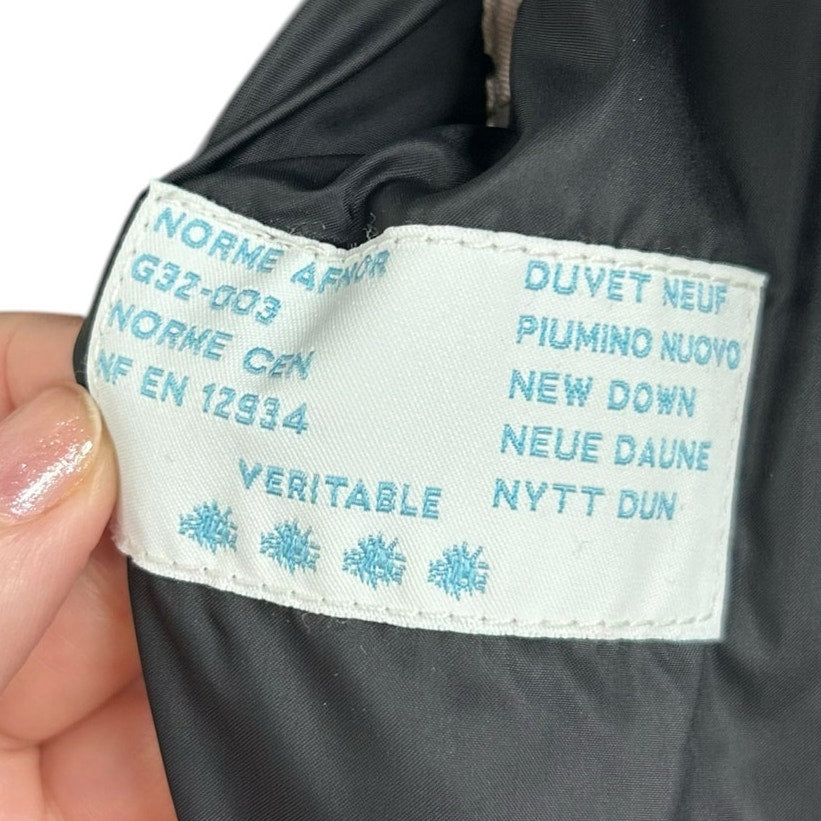 NORME AFNOR
G32-003
NORME CEN
NF EN 12934
VERITABLE
DUVET NEUF
PIUMINO NUOVO
NEW DOWN
NEUE DAUNE
NYTT DUN